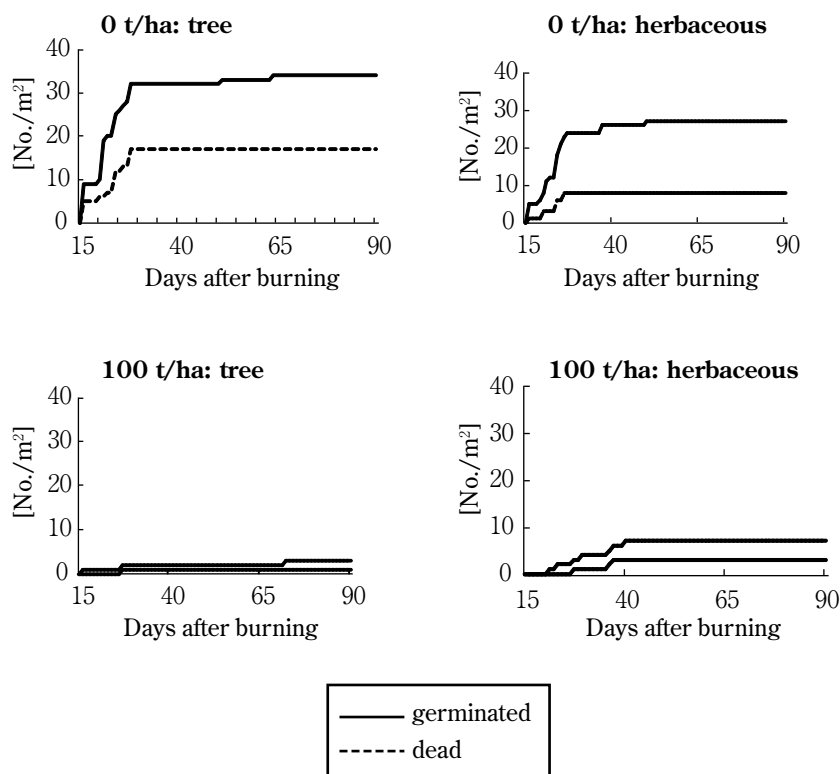 0 t/ha: tree
[No./m²]
40
30
20
10
0
15 40 65 90
Days after burning
0 t/ha: herbaceous
[No./m²]
40
30
20
10
0
15 40 65 90
Days after burning
100 t/ha: tree
[No./m²]
40
30
20
10
0
15 40 65 90
Days after burning
100 t/ha: herbaceous
[No./m²]
40
30
20
10
0
15 40 65 90
Days after burning
germinated
dead